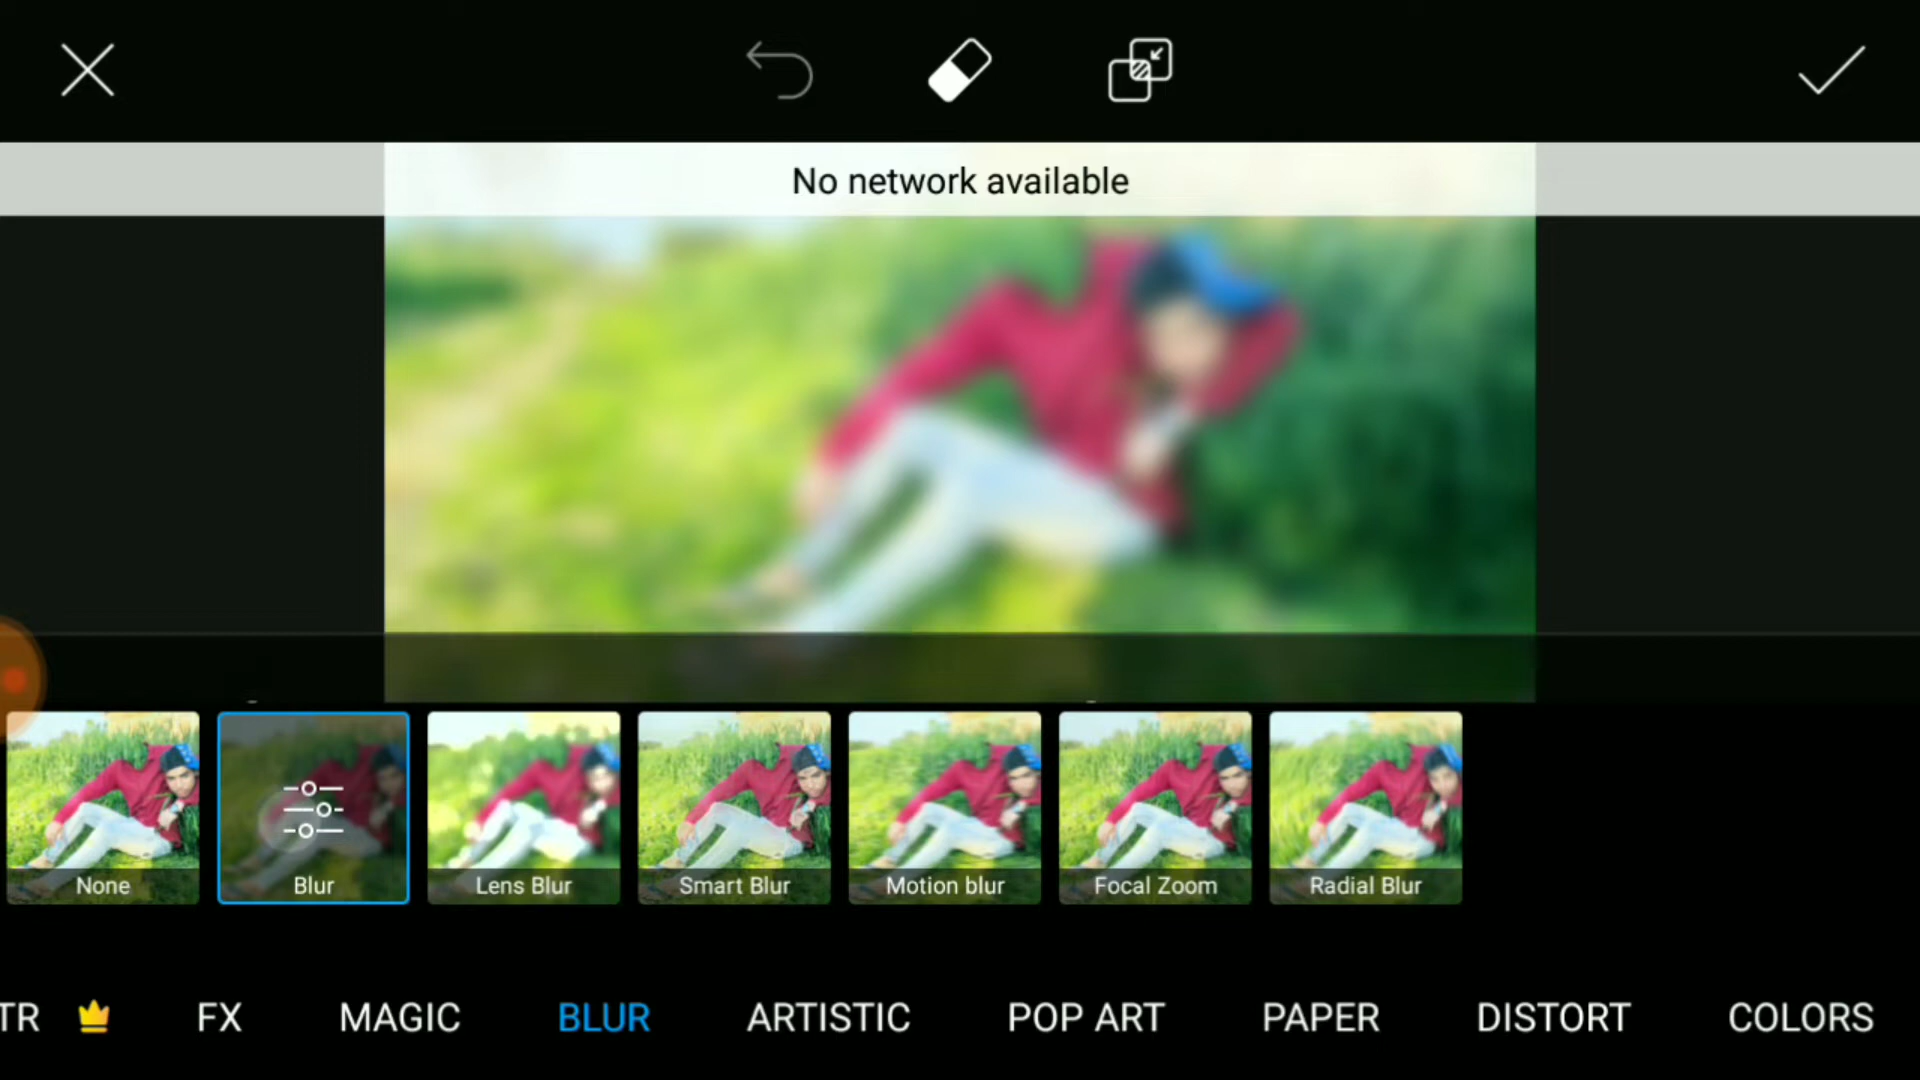 No network available
None
Blur
Lens Blur
Smart Blur
Motion blur
Focal Zoom
Radial Blur
TR FX MAGIC BLUR ARTISTIC POP ART PAPER DISTORT COLORS